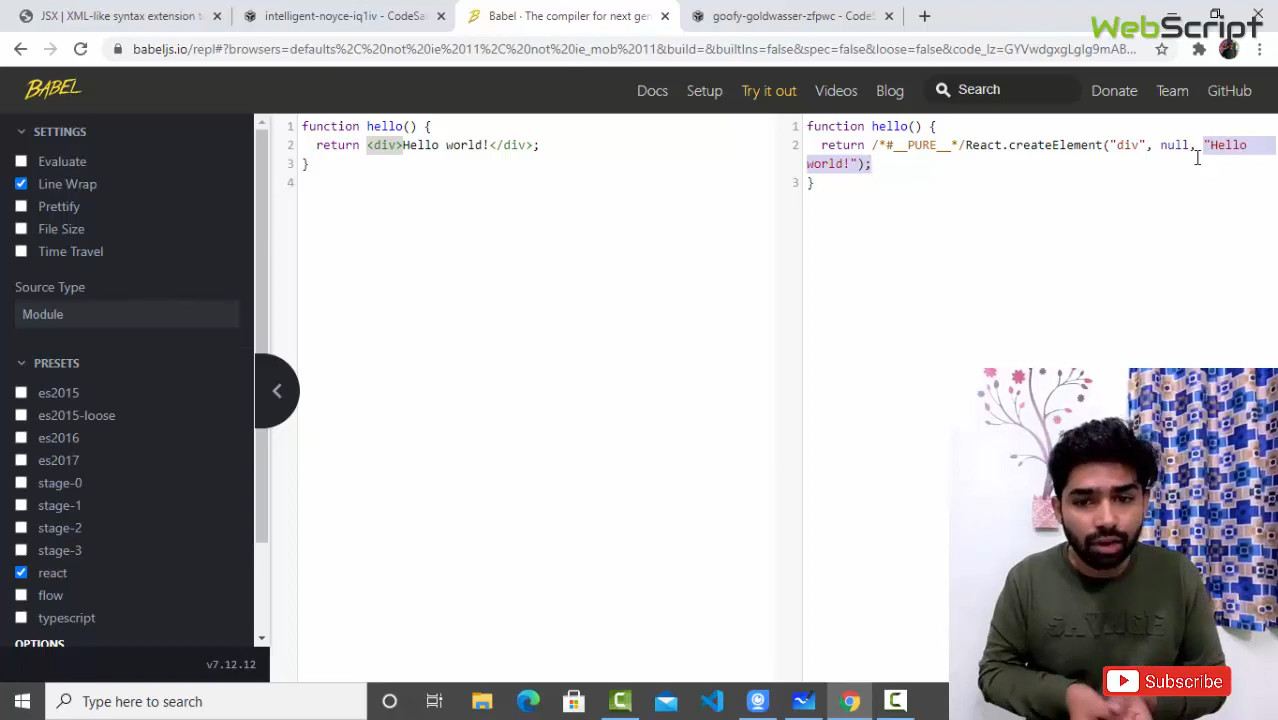 JSX | XML-like syntax extension t
intelligent-noyce-iq1iv - CodeSa
Babel · The compiler for next gen
goofy-goldwasser-zfpwc - CodeS
WebScript
babeljs.io/repl#?browsers=defaults%2C%20not%20ie%2011%2C%20not%20ie_mob%2011&build=&builtIns=false&spec=false&loose=false&code_lz=GYVwdgxgLglg9mAB...
BABEL
Docs
Setup
Try it out
Videos
Blog
Search
Donate
Team
GitHub
SETTINGS
Evaluate
Line Wrap
Prettify
File Size
Time Travel
Source Type
Module
PRESETS
es2015
es2015-loose
es2016
es2017
stage-0
stage-1
stage-2
stage-3
react
flow
typescript
OPTIONS
v7.12.12
1 function hello() {
2 return <div>Hello world!</div>;
3 }
4
1 function hello() {
2 return /*#__PURE__*/React.createElement("div", null, "Hello
world!");
3 }
SAVAGE
Subscribe
Type here to search